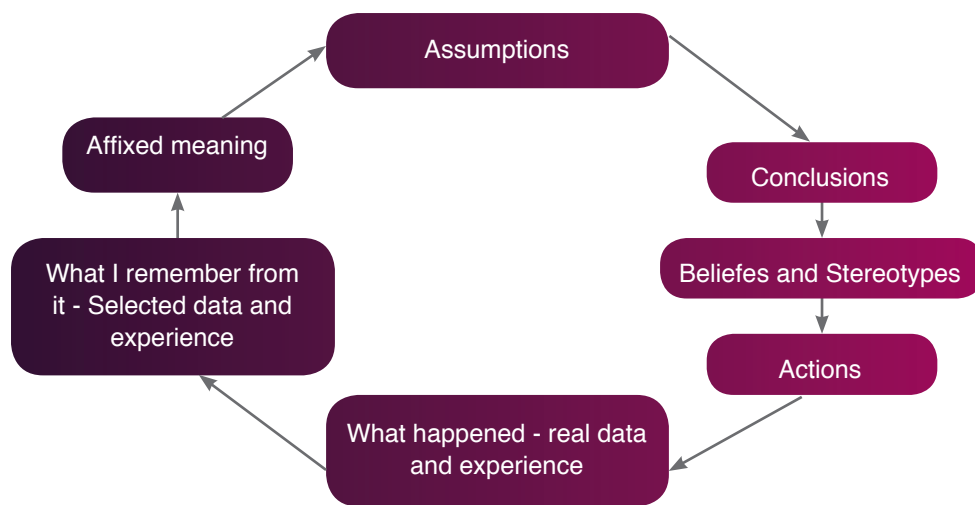 Assumptions
Affixed meaning
Conclusions
What I remember from
it - Selected data and
experience
Beliefes and Stereotypes
Actions
What happened - real data
and experience